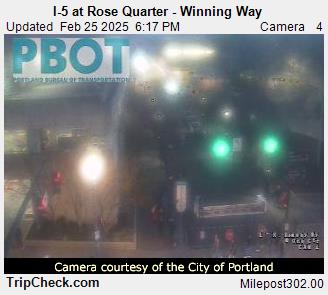 I-5 at Rose Quarter - Winning Way
Updated Feb 25 2025 6:17 PM Camera 4
PBOT
PORTLAND BUREAU OF TRANSPORTATION
Camera courtesy of the City of Portland
TripCheck.com Milepost302.00